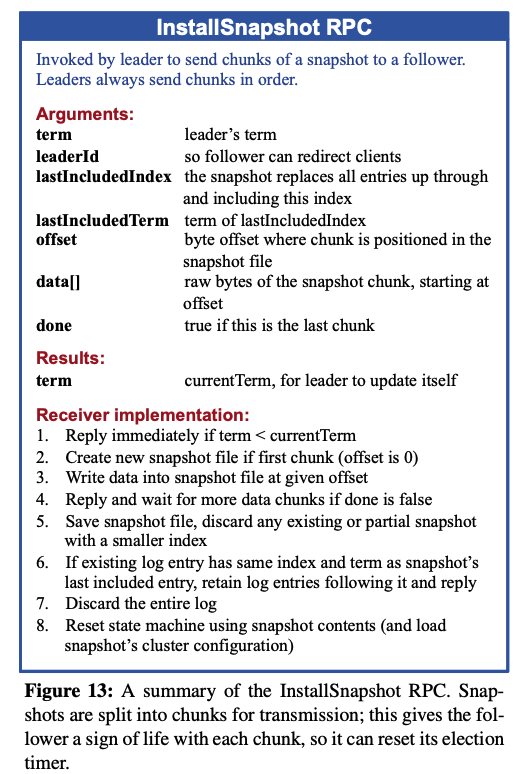 InstallSnapshot RPC
Invoked by leader to send chunks of a snapshot to a follower.
Leaders always send chunks in order.
Arguments:
term leader's term
leaderId so follower can redirect clients
lastIncludedIndex the snapshot replaces all entries up through
and including this index
lastIncludedTerm term of lastIncludedIndex
offset byte offset where chunk is positioned in the
snapshot file
data[] raw bytes of the snapshot chunk, starting at
offset
done true if this is the last chunk
Results:
term currentTerm, for leader to update itself
Receiver implementation:
1. Reply immediately if term < currentTerm
2. Create new snapshot file if first chunk (offset is 0)
3. Write data into snapshot file at given offset
4. Reply and wait for more data chunks if done is false
5. Save snapshot file, discard any existing or partial snapshot
with a smaller index
6. If existing log entry has same index and term as snapshot's
last included entry, retain log entries following it and reply
7. Discard the entire log
8. Reset state machine using snapshot contents (and load
snapshot's cluster configuration)
Figure 13: A summary of the InstallSnapshot RPC. Snap-
shots are split into chunks for transmission; this gives the fol-
lower a sign of life with each chunk, so it can reset its election
timer.